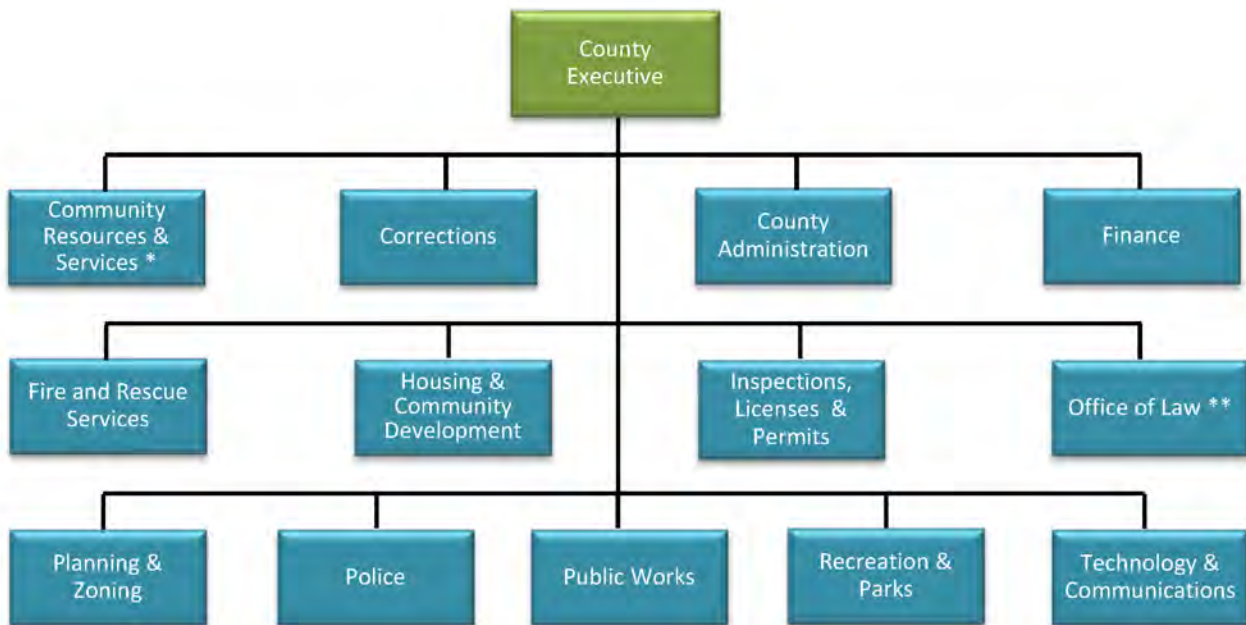 County
Executive
Community
Resources &
Services *
Corrections
County
Administration
Finance
Fire and Rescue
Services
Housing &
Community
Development
Inspections,
Licenses &
Permits
Office of Law **
Planning &
Zoning
Police
Public Works
Recreation &
Parks
Technology &
Communications